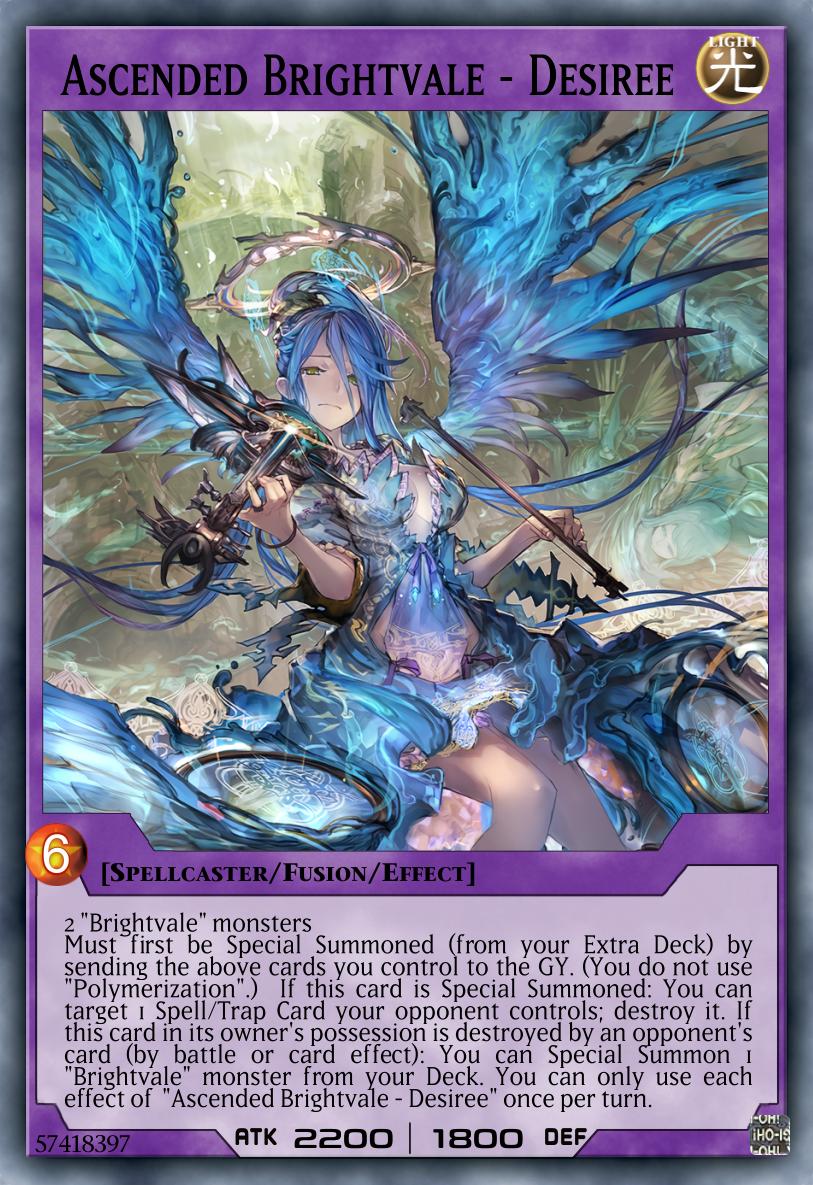 LIGHT
光
Ascended Brightvale - Desiree
6
[Spellcaster/Fusion/Effect]
2 "Brightvale" monsters
Must first be Special Summoned (from your Extra Deck) by
sending the above cards you control to the GY. (You do not use
"Polymerization".) If this card is Special Summoned: You can
target 1 Spell/Trap Card your opponent controls; destroy it. If
this card in its owner's possession is destroyed by an opponent's
card (by battle or card effect): You can Special Summon 1
"Brightvale" monster from your Deck. You can only use each
effect of "Ascended Brightvale - Desiree" once per turn.
57418397
ATK 2200 | 1800 DEF